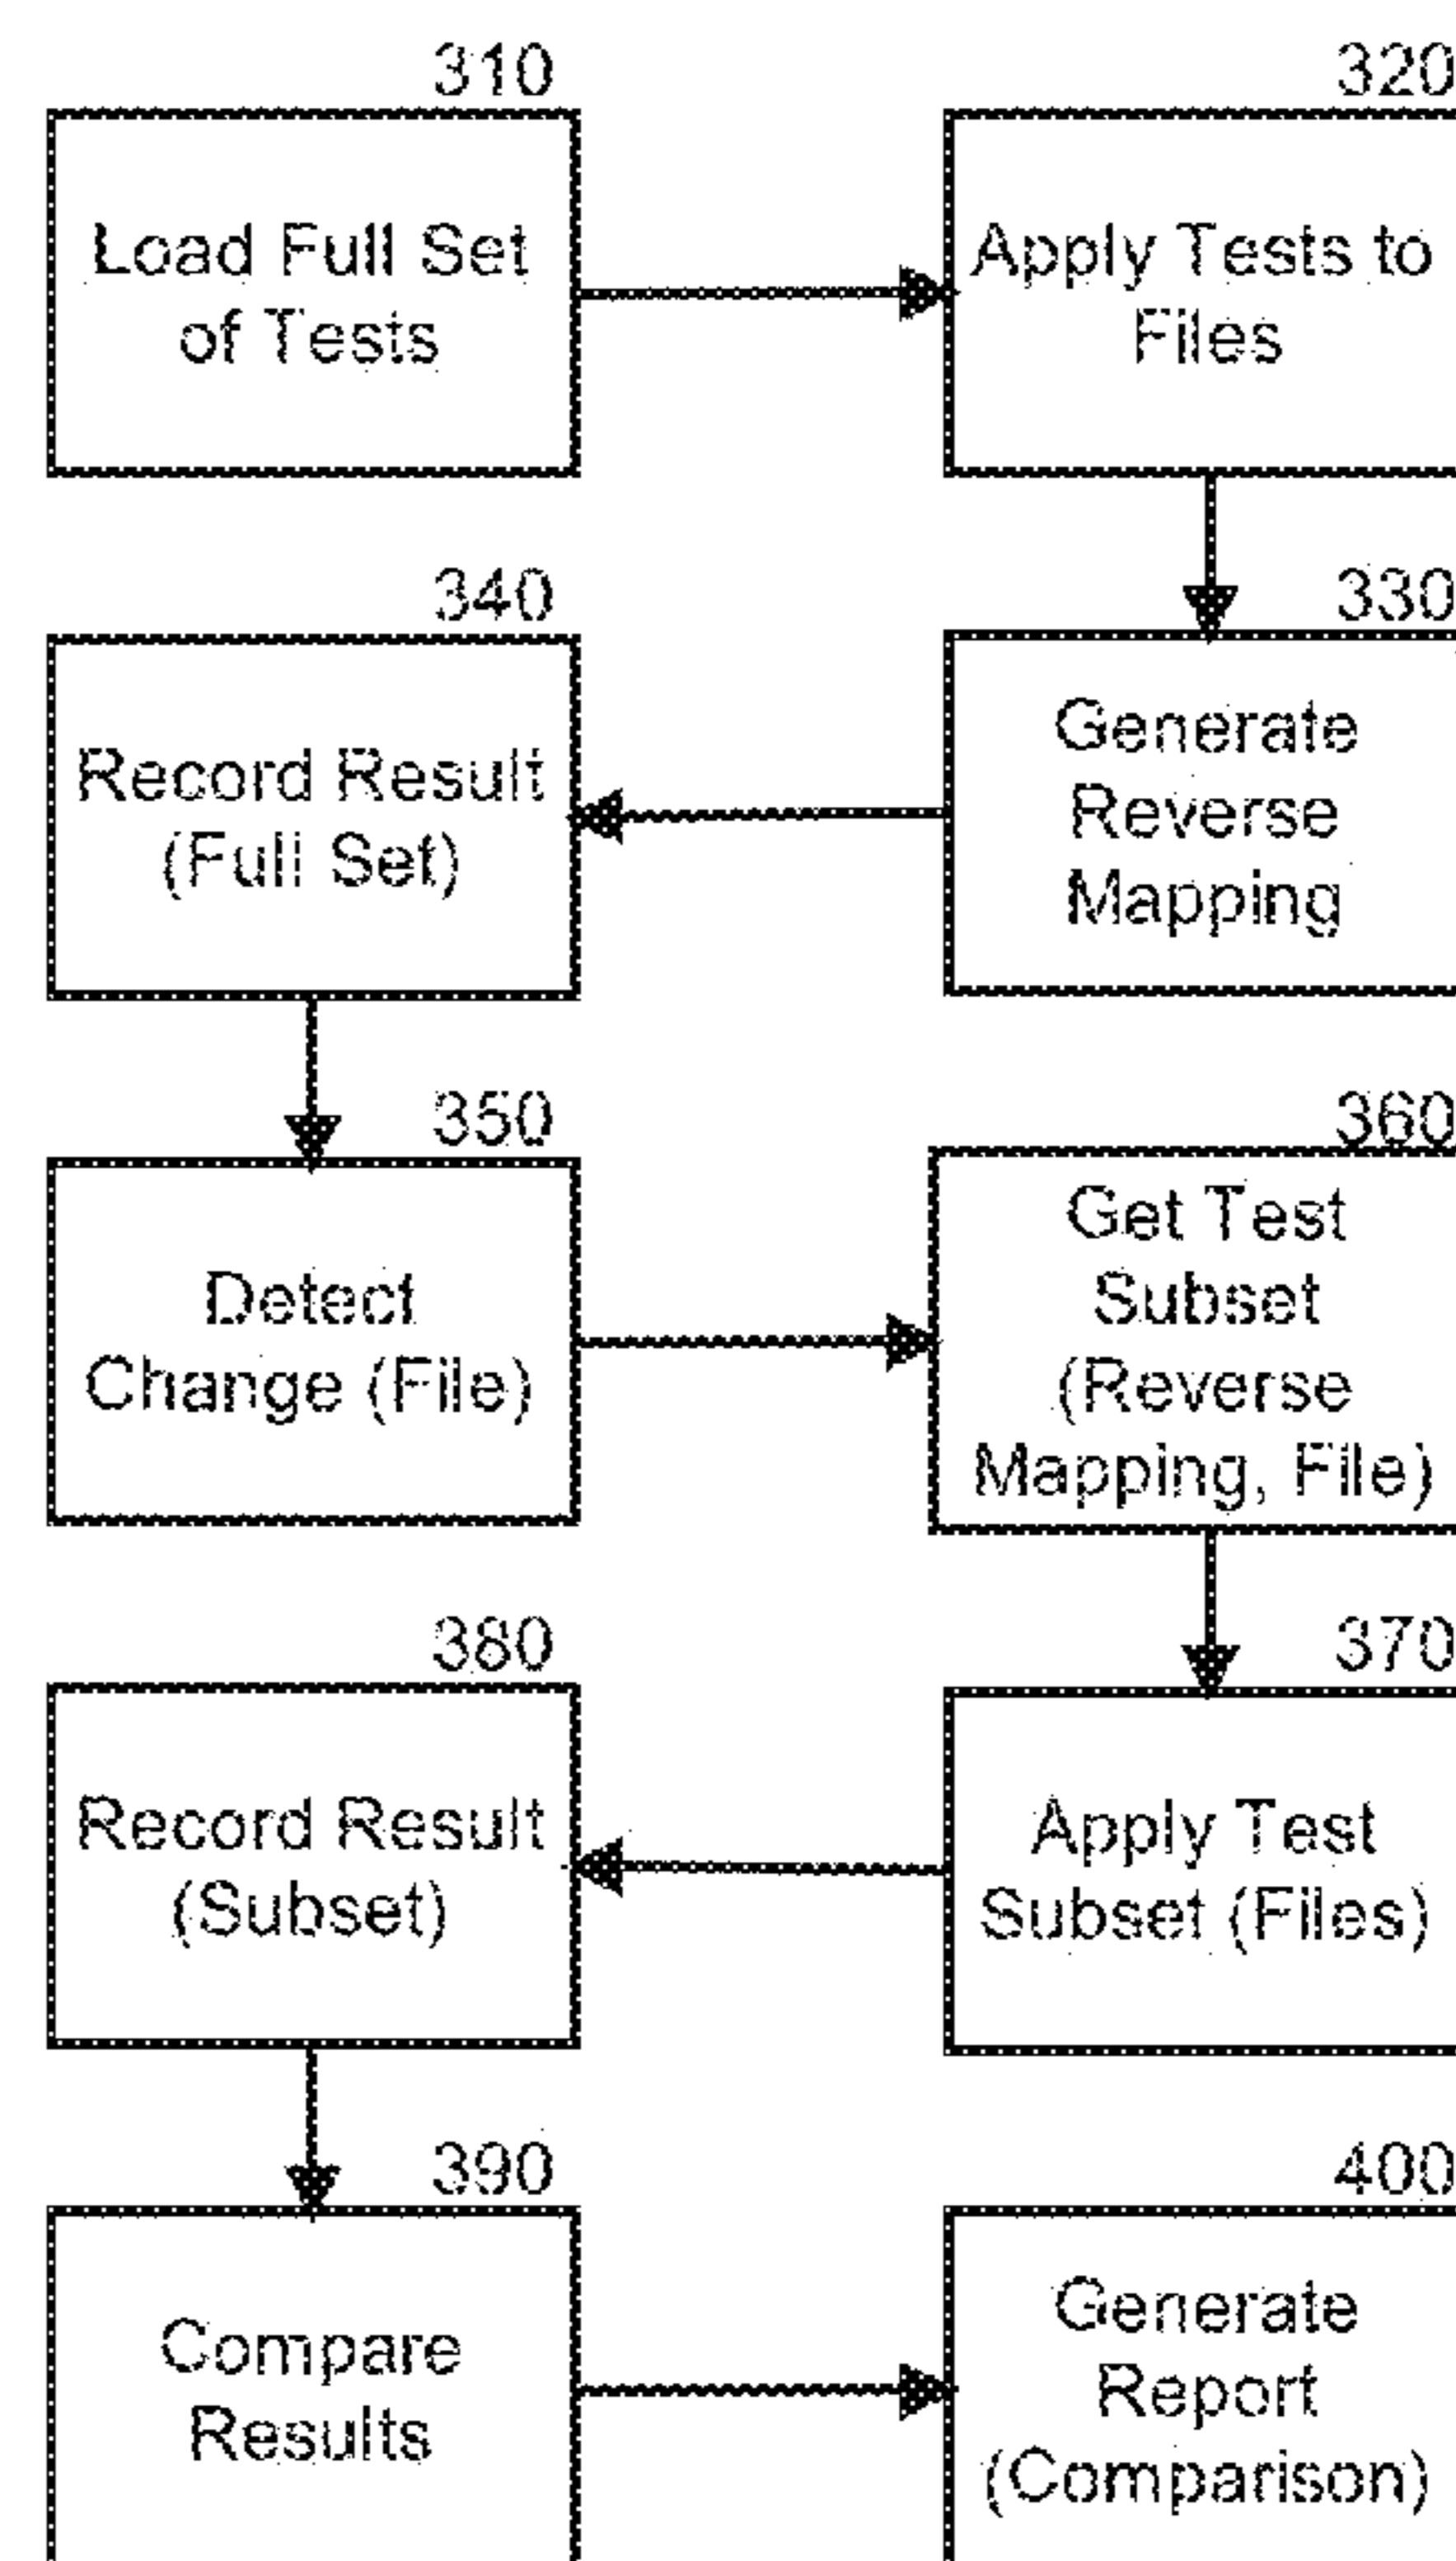 310
Load Full Set
of Tests
320
Apply Tests to
Files
340
Record Result
(Full Set)
330
Generate
Reverse
Mapping
350
Detect
Change (File)
360
Get Test
Subset
(Reverse
Mapping, File)
380
Record Result
(Subset)
370
Apply Test
Subset (Files)
390
Compare
Results
400
Generate
Report
(Comparison)